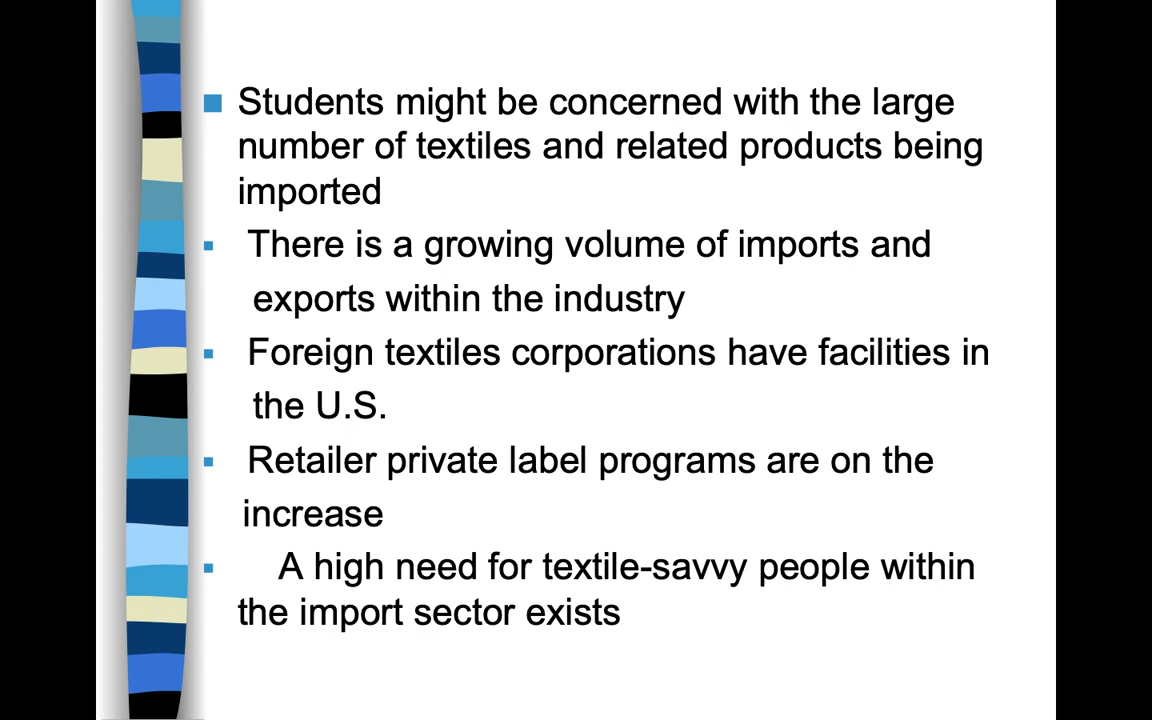 Students might be concerned with the large
number of textiles and related products being
imported
There is a growing volume of imports and
exports within the industry
Foreign textiles corporations have facilities in
the U.S.
Retailer private label programs are on the
increase
A high need for textile-savvy people within
the import sector exists